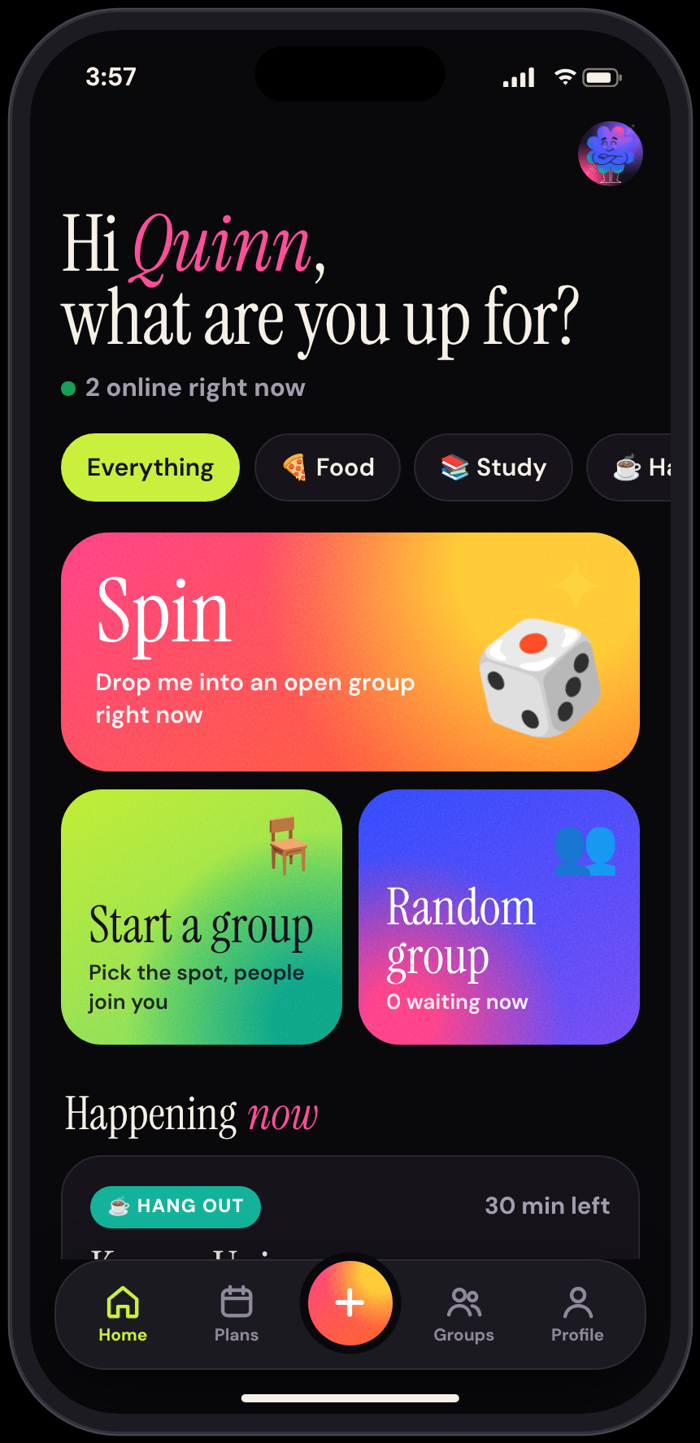 3:57
Hi Quinn,
what are you up for?
2 online right now
Everything
Food
Study
Spin
Drop me into an open group
right now
Start a group
Pick the spot, people
join you
Random
group
0 waiting now
Happening now
HANG OUT
30 min left
Home
Plans
Groups
Profile